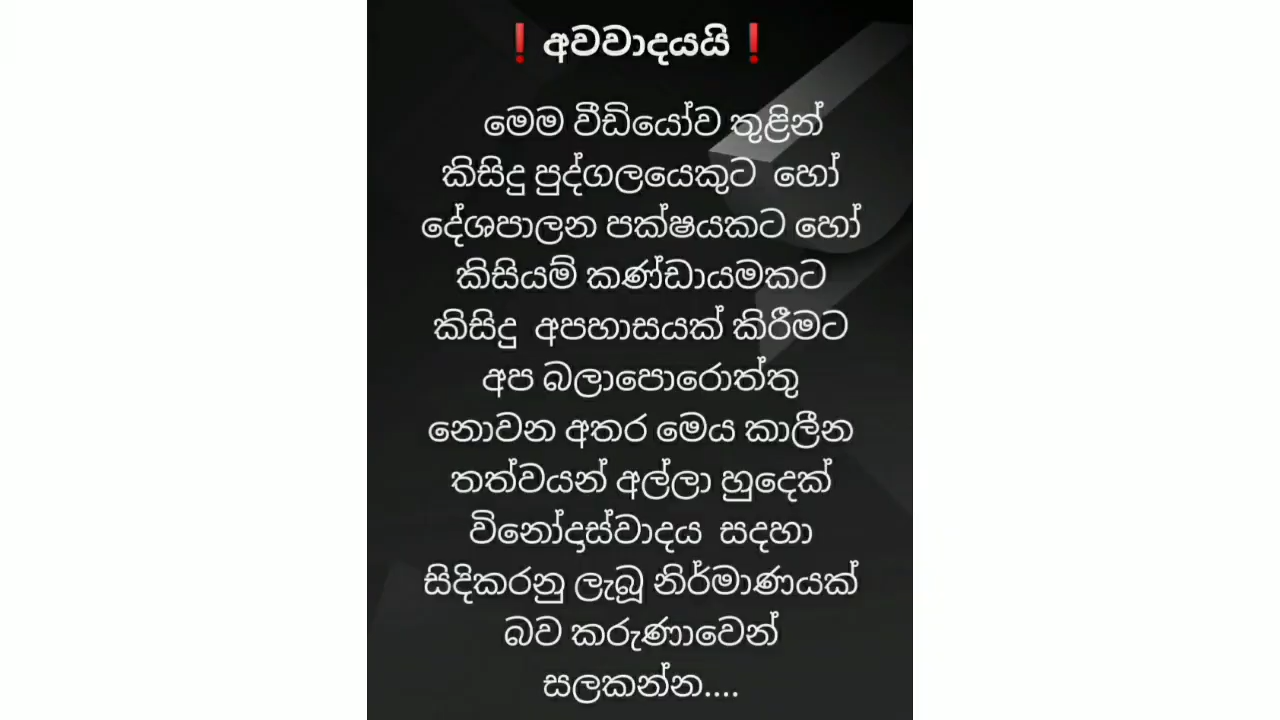 ❗අවවාදයයි❗
මෙම වීඩියෝව තුළින්
කිසිදු පුද්ගලයෙකුට හෝ
දේශපාලන පක්ෂයකට හෝ
කිසියම් කණ්ඩායමකට
කිසිදු අපහාසයක් කිරීමට
අප බලාපොරොත්තු
නොවන අතර මෙය කාලීන
තත්වයන් අල්ලා හුදෙක්
විනෝදාස්වාදය සදහා
සිදිකරනු ලැබූ නිර්මාණයක්
බව කරුණාවෙන්
සලකන්න....